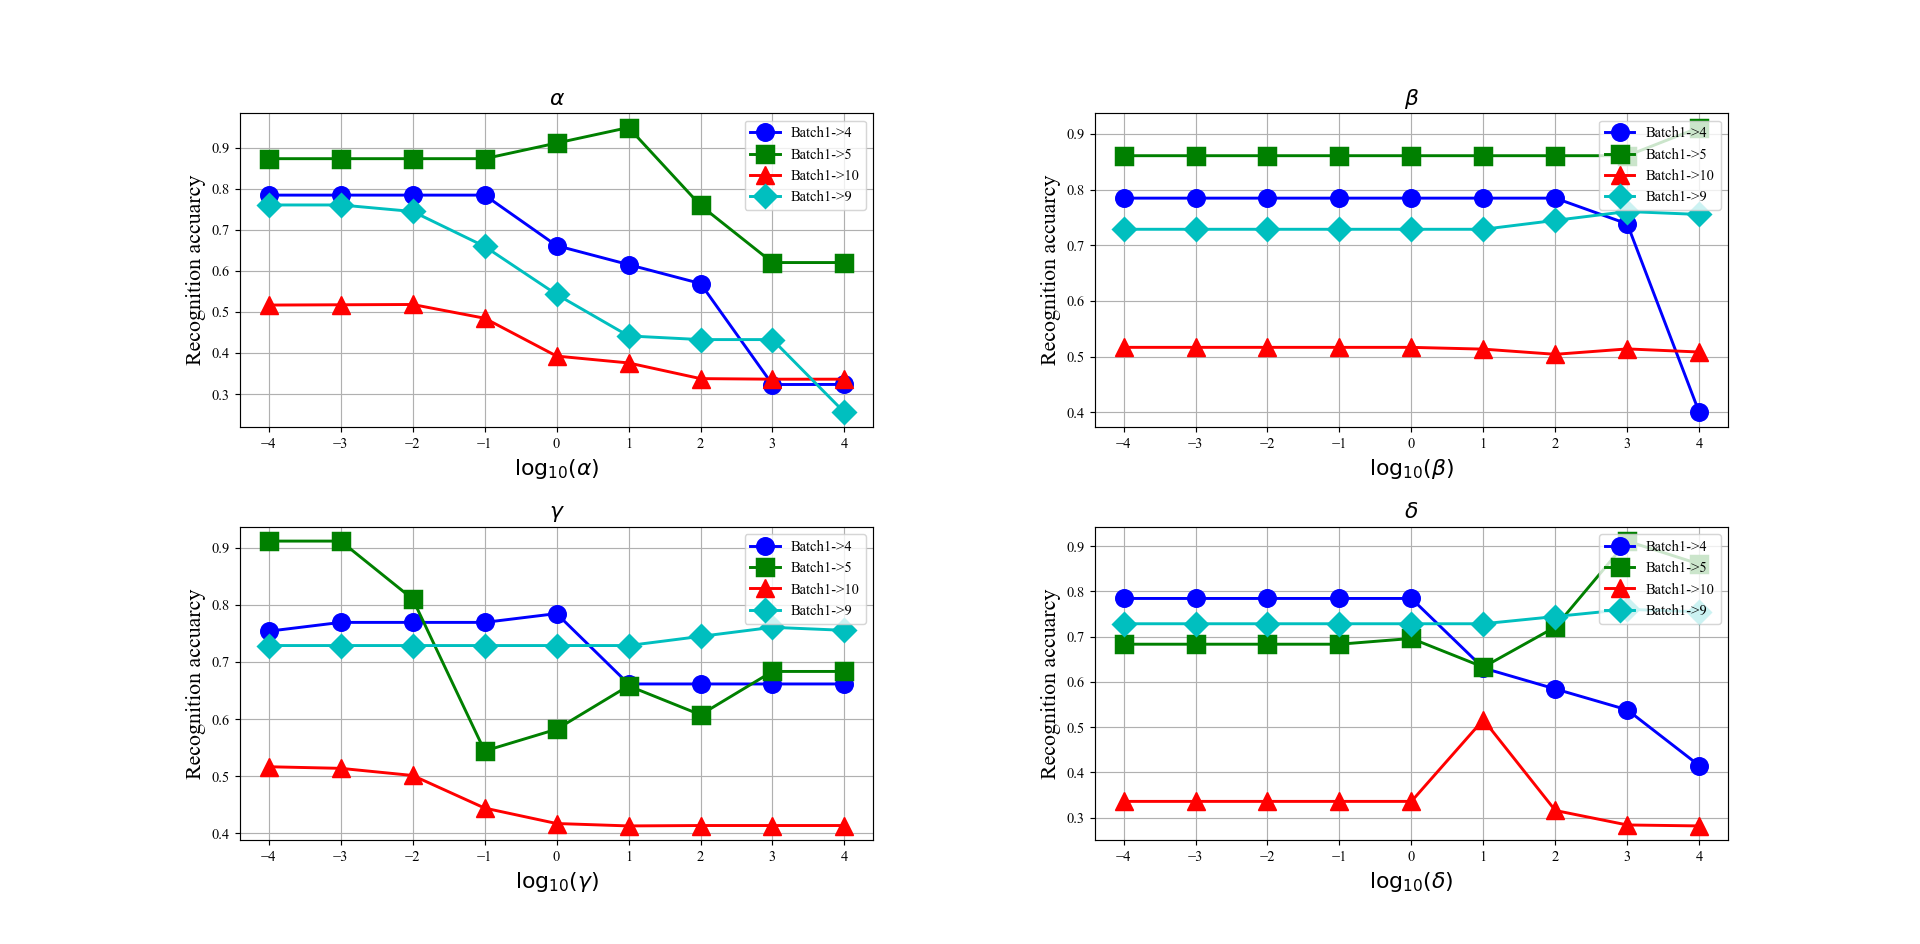 α
Recognition accuarcy
0.9
0.8
0.7
0.6
0.5
0.4
0.3
Batch1->4
Batch1->5
Batch1->10
Batch1->9
−4 −3 −2 −1 0 1 2 3 4
log₁₀(α)
β
Recognition accuarcy
0.9
0.8
0.7
0.6
0.5
0.4
Batch1->4
Batch1->5
Batch1->10
Batch1->9
−4 −3 −2 −1 0 1 2 3 4
log₁₀(β)
γ
Recognition accuarcy
0.9
0.8
0.7
0.6
0.5
0.4
Batch1->4
Batch1->5
Batch1->10
Batch1->9
−4 −3 −2 −1 0 1 2 3 4
log₁₀(γ)
δ
Recognition accuarcy
0.9
0.8
0.7
0.6
0.5
0.4
0.3
Batch1->4
Batch1->5
Batch1->10
Batch1->9
−4 −3 −2 −1 0 1 2 3 4
log₁₀(δ)